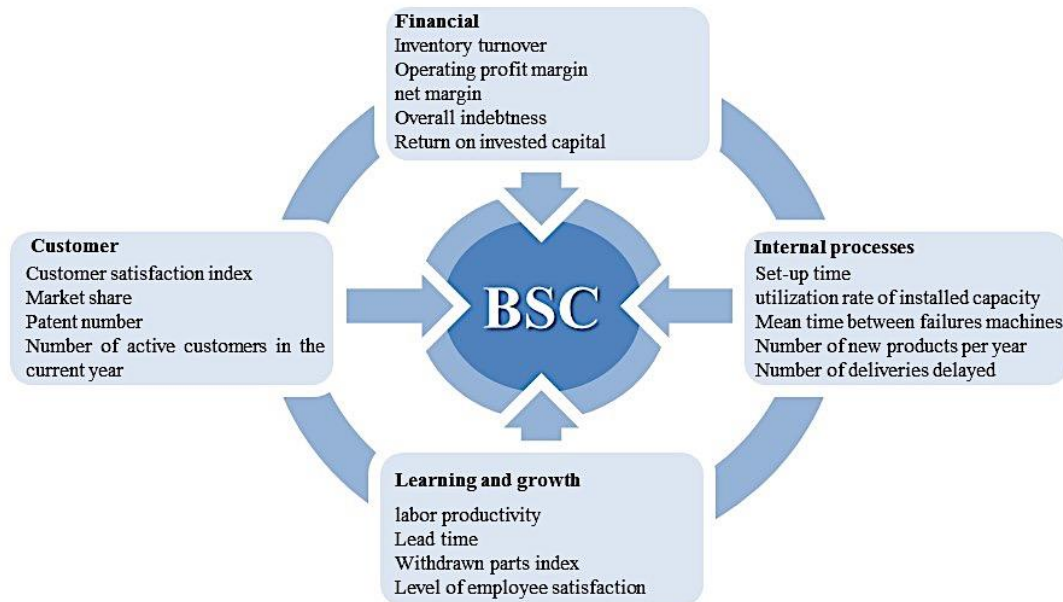 Financial
Inventory turnover
Operating profit margin
net margin
Overall indebtness
Return on invested capital
Customer
Customer satisfaction index
Market share
Patent number
Number of active customers in the
current year
BSC
Internal processes
Set-up time
utilization rate of installed capacity
Mean time between failures machines
Number of new products per year
Number of deliveries delayed
Learning and growth
labor productivity
Lead time
Withdrawn parts index
Level of employee satisfaction